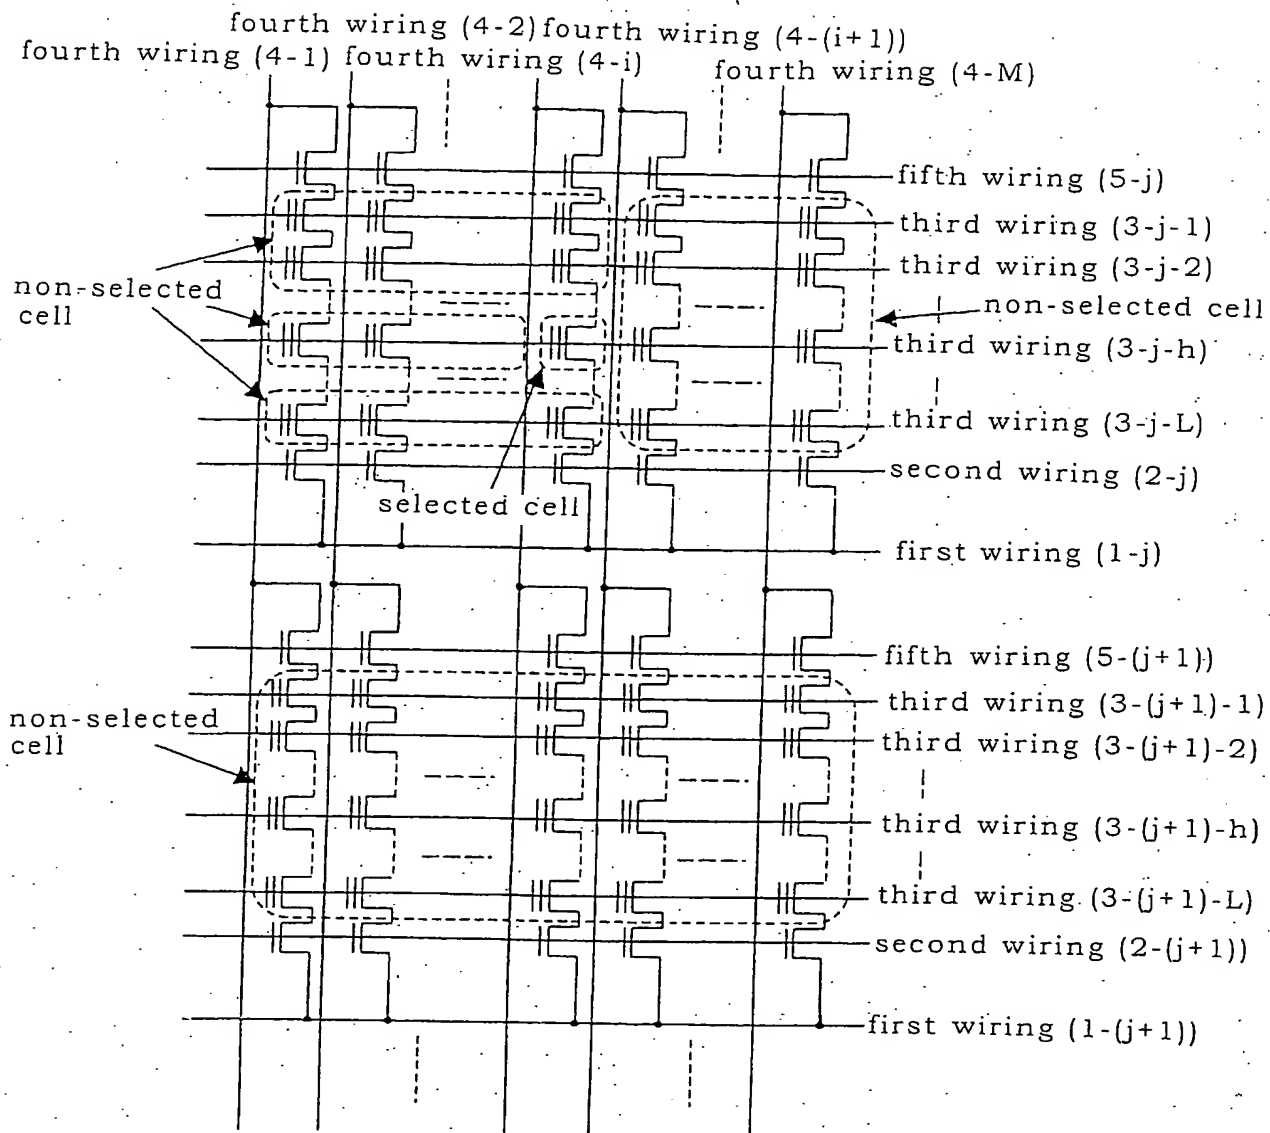 fourth wiring (4-2) fourth wiring (4-(i+1))
fourth wiring (4-1) fourth wiring (4-i)
fourth wiring (4-M)
fifth wiring (5-j)
third wiring (3-j-1)
third wiring (3-j-2)
non-selected
cell
non-selected cell
third wiring (3-j-h)
third wiring (3-j-L)
second wiring (2-j)
selected cell
first wiring (1-j)
fifth wiring (5-(j+1))
third wiring (3-(j+1)-1)
non-selected
cell
third wiring (3-(j+1)-2)
third wiring (3-(j+1)-h)
third wiring (3-(j+1)-L)
second wiring (2-(j+1))
first wiring (1-(j+1))